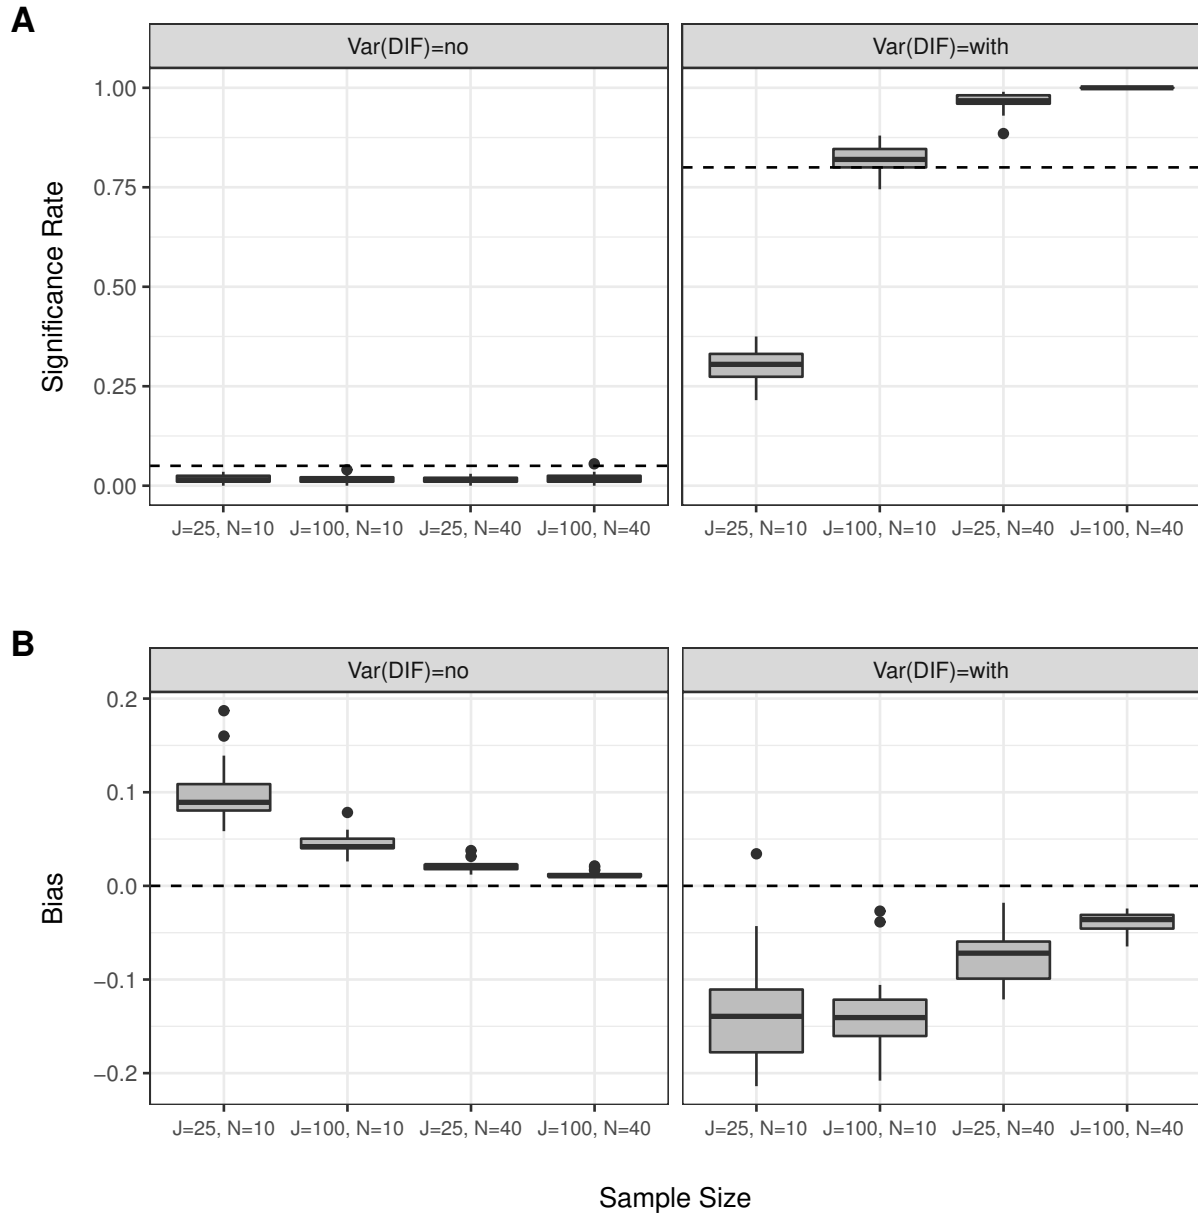 A
Var(DIF)=no Var(DIF)=with
Significance Rate
1.00
0.75
0.50
0.25
0.00
J=25, N=10 J=100, N=10 J=25, N=40 J=100, N=40 J=25, N=10 J=100, N=10 J=25, N=40 J=100, N=40
B
Var(DIF)=no Var(DIF)=with
Bias
0.2
0.1
0.0
−0.1
−0.2
J=25, N=10 J=100, N=10 J=25, N=40 J=100, N=40 J=25, N=10 J=100, N=10 J=25, N=40 J=100, N=40
Sample Size